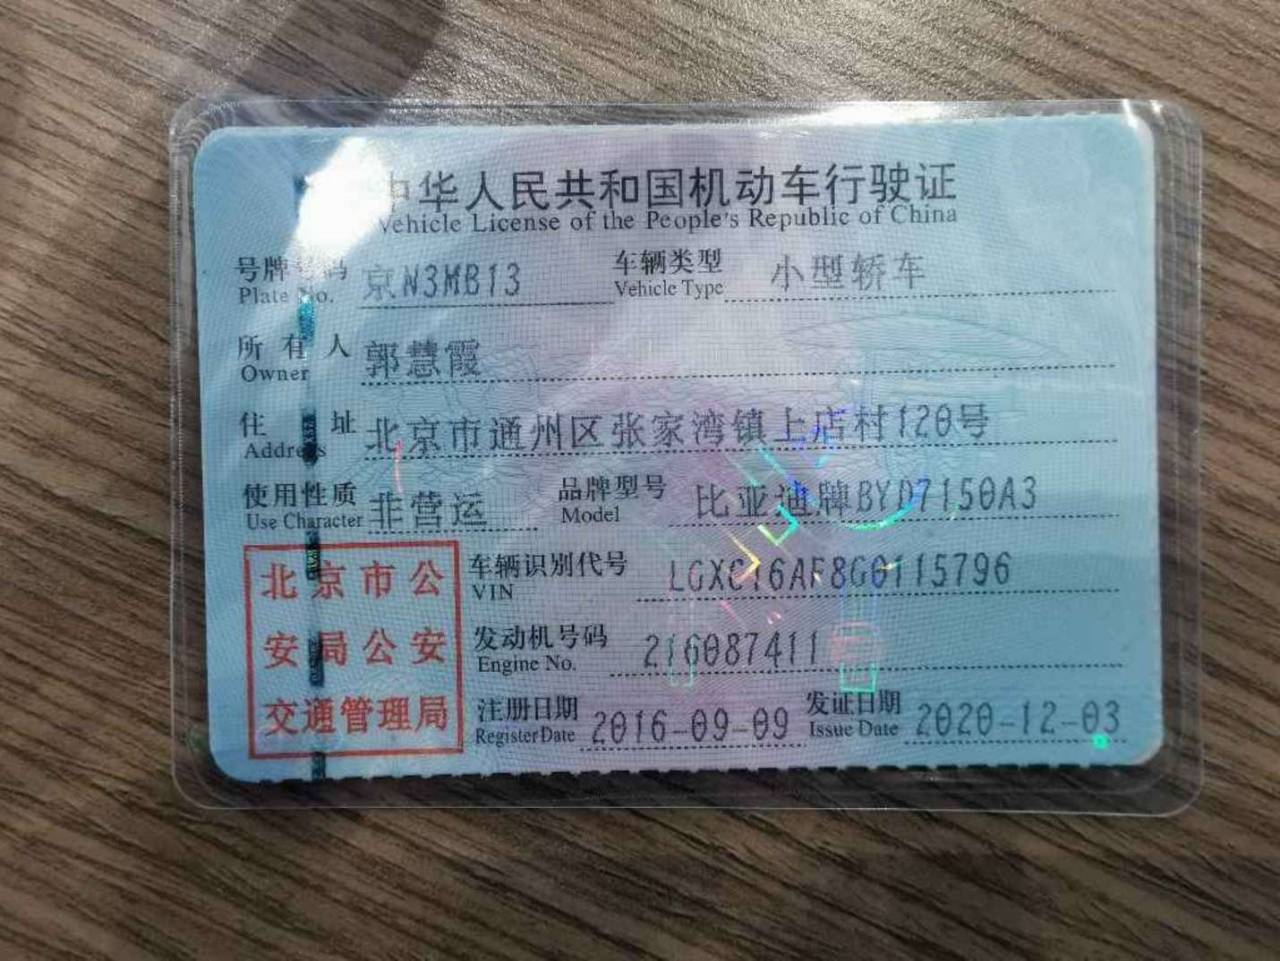 中华人民共和国机动车行驶证
Vehicle License of the People's Republic of China
号牌号码 京N3MB13 车辆类型 小型轿车
Plate No. Vehicle Type
所有人 郭慧霞
Owner
住址 北京市通州区张家湾镇上店村120号
Address
使用性质 非营运 品牌型号 比亚迪牌BYD7150A3
Use Character Model
北京市公
安局公安
交通管理局
车辆识别代号 LGXC16AF8G0115796
VIN
发动机号码 216087411
Engine No.
注册日期 2016-09-09 发证日期 2020-12-03
Register Date Issue Date